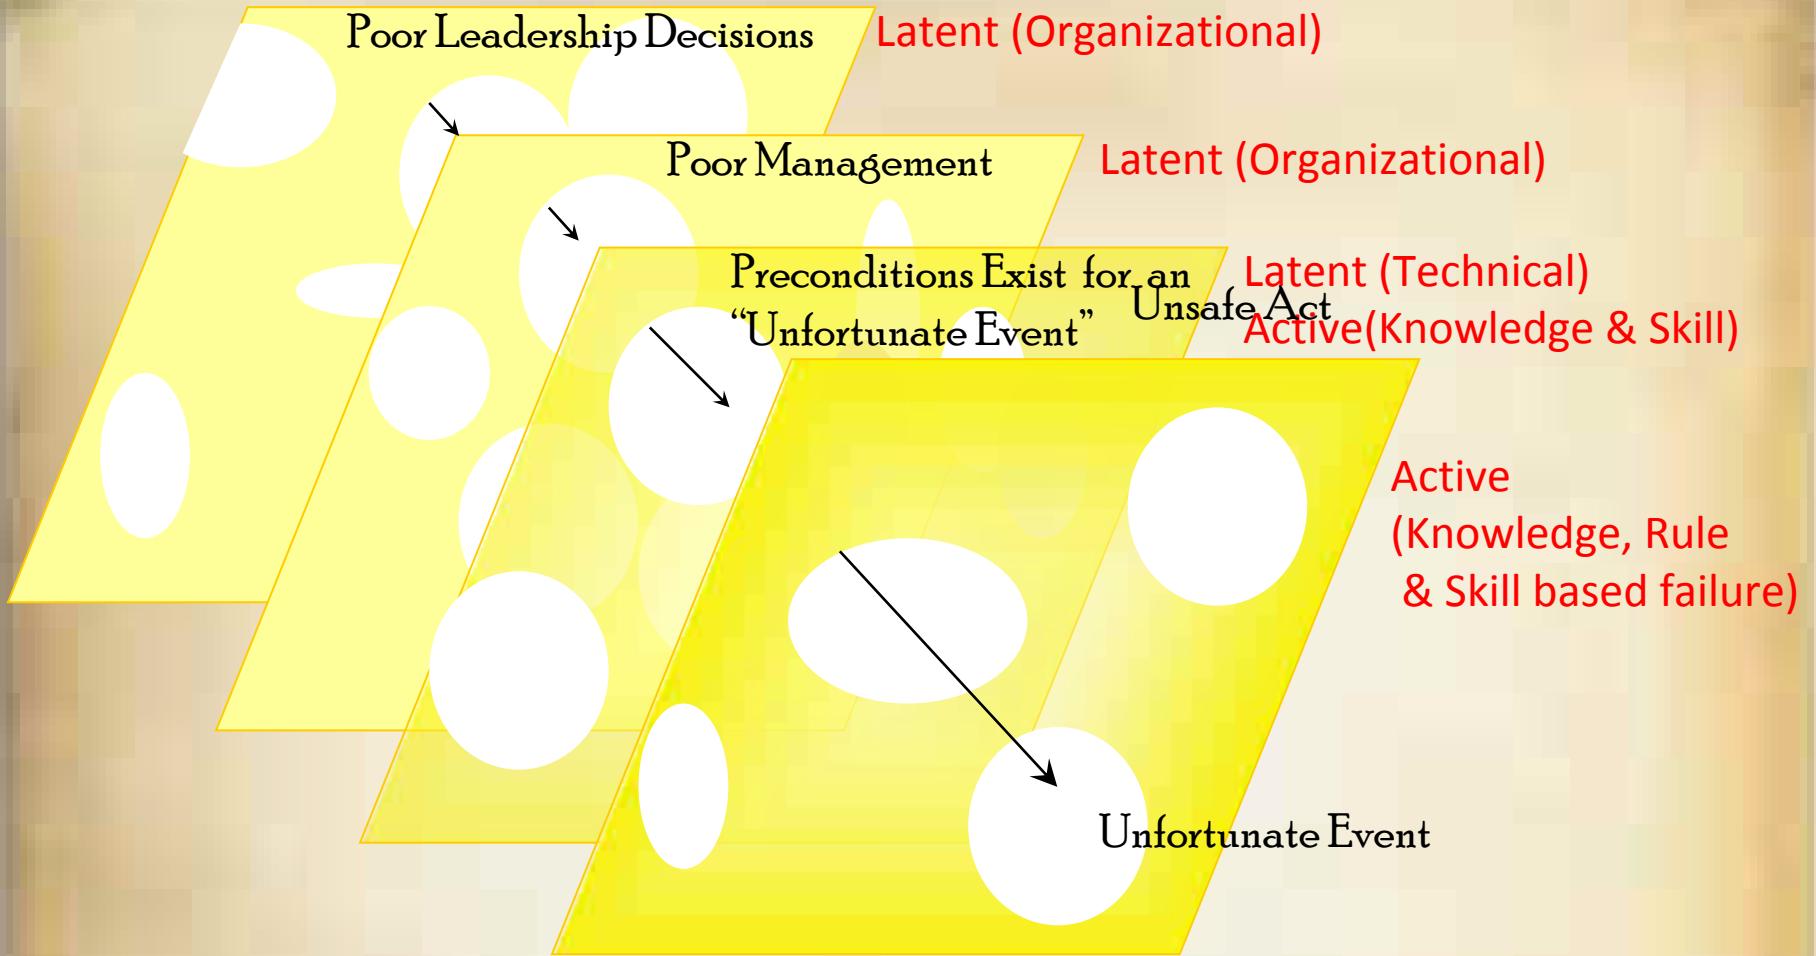 Poor Leadership Decisions
Latent (Organizational)
Poor Management
Latent (Organizational)
Preconditions Exist for an
“Unfortunate Event”
Latent (Technical)
Active(Knowledge & Skill)
Unsafe Act
Active
(Knowledge, Rule
& Skill based failure)
Unfortunate Event